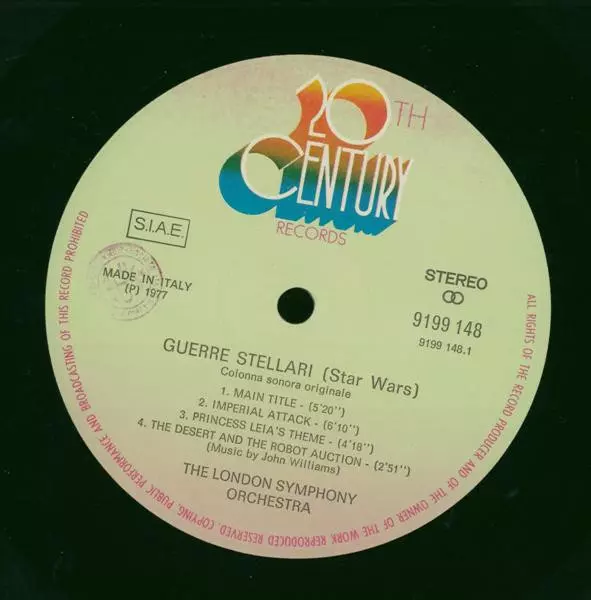 20TH
CENTURY
RECORDS
S.I.A.E.
MADE IN ITALY
(P) 1977
STEREO
9199 148
9199 148.1
GUERRE STELLARI (Star Wars)
Colonna sonora originale
1. MAIN TITLE - (5'20'')
2. IMPERIAL ATTACK - (6'10'')
3. PRINCESS LEIA'S THEME - (4'18'')
4. THE DESERT AND THE ROBOT AUCTION - (2'51'')
(Music by John Williams)
THE LONDON SYMPHONY
ORCHESTRA
ALL RIGHTS OF THE RECORD PRODUCER AND OF THE OWNER OF THE WORK REPRODUCED RESERVED. COPYING, PUBLIC PERFORMANCE AND BROADCASTING OF THIS RECORD PROHIBITED